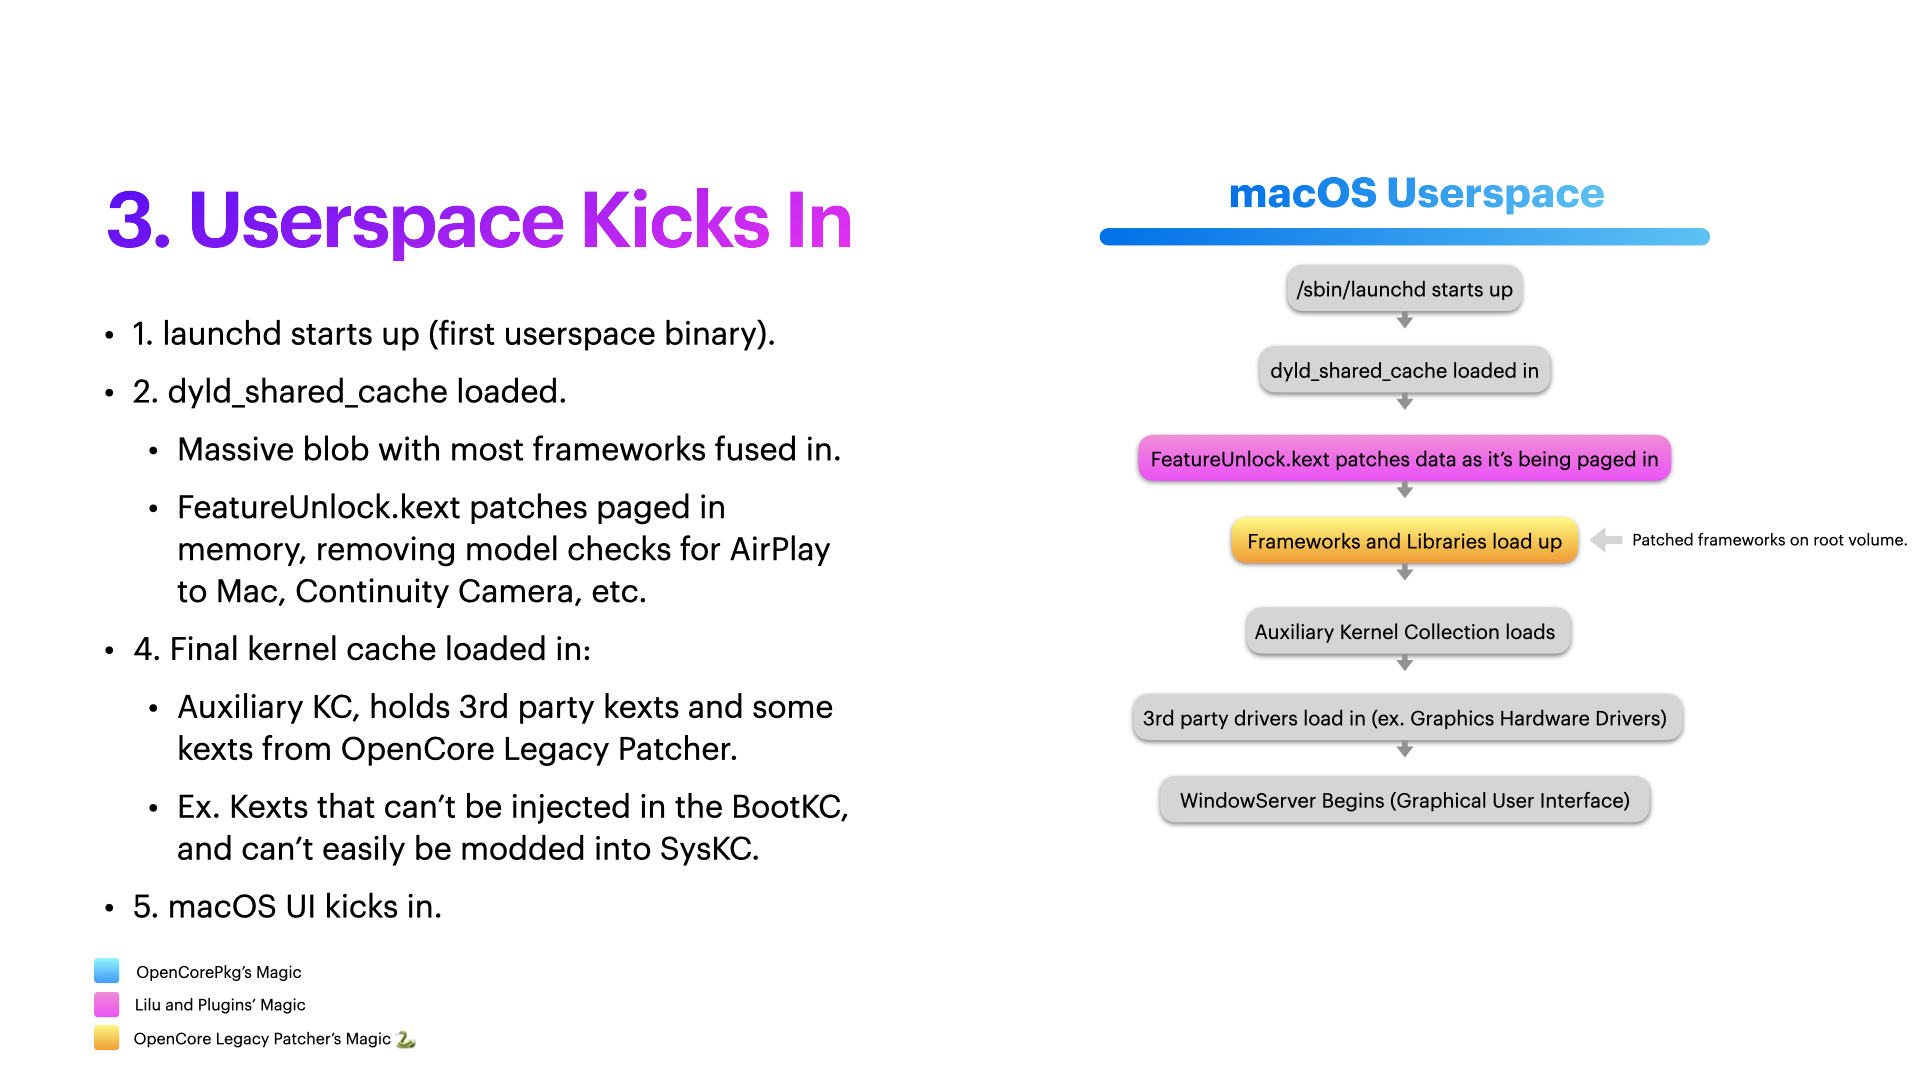 3. Userspace Kicks In
• 1. launchd starts up (first userspace binary).
• 2. dyld_shared_cache loaded.
• Massive blob with most frameworks fused in.
• FeatureUnlock.kext patches paged in
memory, removing model checks for AirPlay
to Mac, Continuity Camera, etc.
• 4. Final kernel cache loaded in:
• Auxiliary KC, holds 3rd party kexts and some
kexts from OpenCore Legacy Patcher.
• Ex. Kexts that can’t be injected in the BootKC,
and can’t easily be modded into SysKC.
• 5. macOS UI kicks in.
OpenCorePkg’s Magic
Lilu and Plugins’ Magic
OpenCore Legacy Patcher’s Magic 🐍
macOS Userspace
/sbin/launchd starts up
dyld_shared_cache loaded in
FeatureUnlock.kext patches data as it’s being paged in
Frameworks and Libraries load up
Patched frameworks on root volume.
Auxiliary Kernel Collection loads
3rd party drivers load in (ex. Graphics Hardware Drivers)
WindowServer Begins (Graphical User Interface)